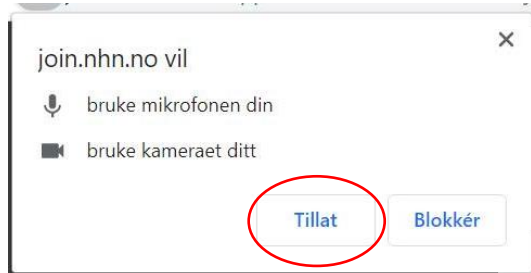 join.nhn.no vil
bruke mikrofonen din
bruke kameraet ditt
Tillat Blokkér